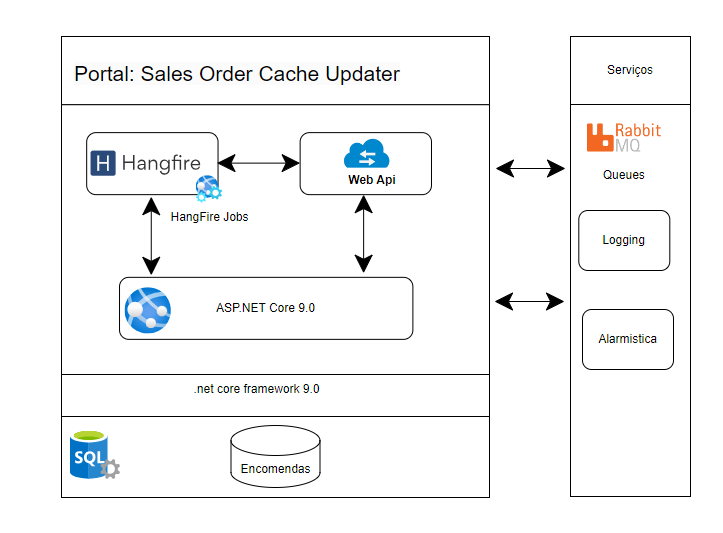 Portal: Sales Order Cache Updater
Serviços
H Hangfire
Web Api
HangFire Jobs
ASP.NET Core 9.0
.net core framework 9.0
SQL
Encomendas
Rabbit
MQ
Queues
Logging
Alarmistica